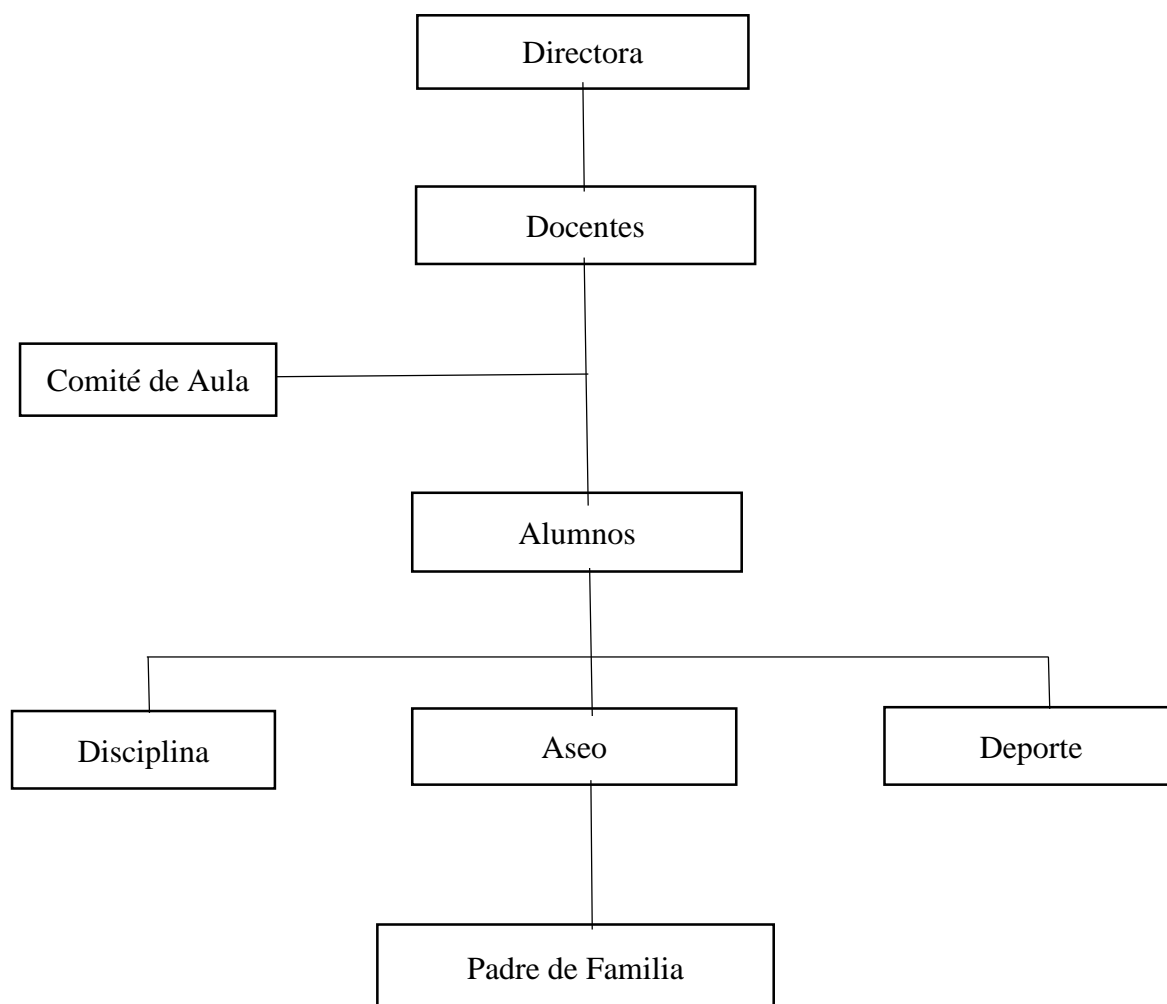 Directora
Docentes
Comité de Aula
Alumnos
Disciplina
Aseo
Deporte
Padre de Familia